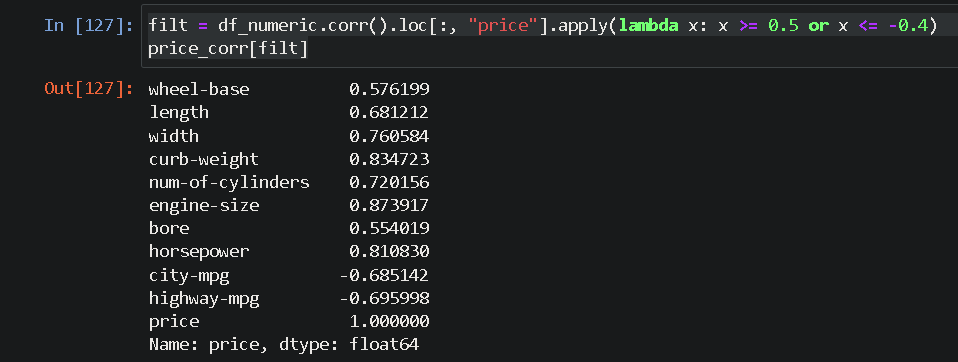 In [127]: filt = df_numeric.corr().loc[:, "price"].apply(lambda x: x >= 0.5 or x <= -0.4)
price_corr[filt]
Out[127]: wheel-base 0.576199
length 0.681212
width 0.760584
curb-weight 0.834723
num-of-cylinders 0.720156
engine-size 0.873917
bore 0.554019
horsepower 0.810830
city-mpg -0.685142
highway-mpg -0.695998
price 1.000000
Name: price, dtype: float64